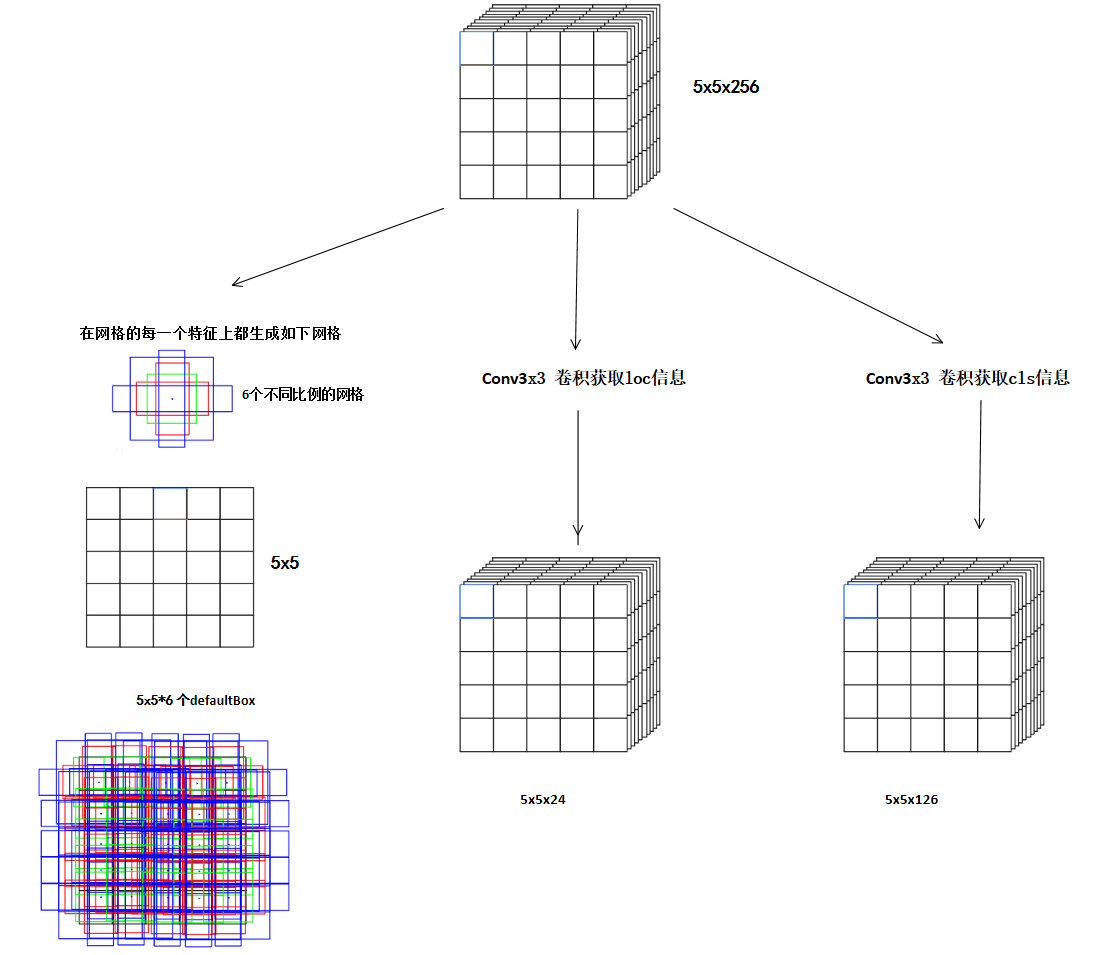 5x5x256
在网格的每一个特征上都生成如下网格
6个不同比例的网格
Conv3x3 卷积获取loc信息
Conv3x3 卷积获取cls信息
5x5
5x5*6 个defaultBox
5x5x24
5x5x126